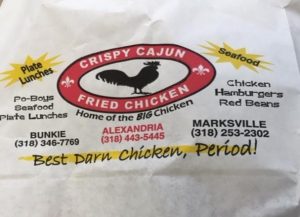 CRISPY CAJUN
FRIED CHICKEN
Home of the BIG Chicken
Plate
Lunches
Po-Boys
Seafood
Plate Lunches
Seafood
Chicken
Hamburgers
Red Beans
BUNKIE
(318) 346-7769
ALEXANDRIA
(318) 443-5445
MARKSVILLE
(318) 253-2302
Best Darn Chicken, Period!